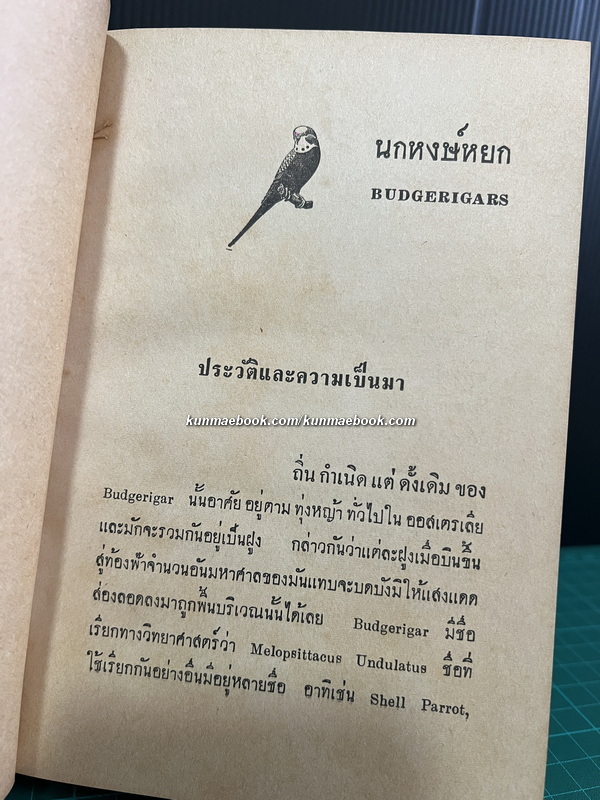 นกหงษ์หยก
BUDGERIGARS
ประวัติและความเป็นมา
kunmaebook.com/kunmaebook.com
ถิ่น กำเนิด แต่ ดั้งเดิม ของ
Budgerigar นั้นอาศัย อยู่ตาม ทุ่งหญ้า ทั่วไปใน ออสเตรเลีย
และมักจะรวมกันอยู่เป็นฝูง กล่าวกันว่าแต่ละฝูงเมื่อบินขึ้น
สู่ท้องฟ้าจำนวนอันมหาศาลของมันแทบจะบดบังมิให้แสงแดด
ส่องลอดลงมาถูกพื้นบริเวณนั้นได้เลย Budgerigar มีชื่อ
เรียกทางวิทยาศาสตร์ว่า Melopsittacus Undulatus ชื่อที่
ใช้เรียกกันอย่างอื่นมีอยู่หลายชื่อ อาทิเช่น Shell Parrot,